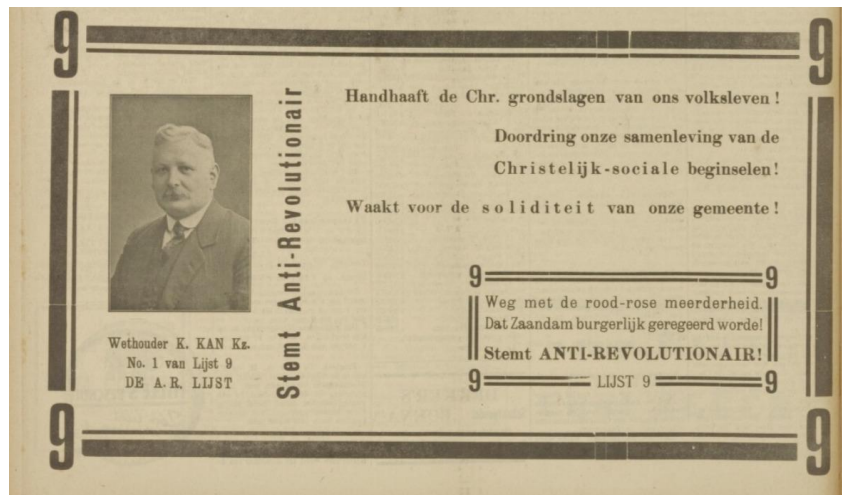 9
9
Wethouder K. KAN Kz.
No. 1 van Lijst 9
DE A. R. LIJST
Stemt Anti-Revolutionair
Handhaaft de Chr. grondslagen van ons volksleven !
Doordring onze samenleving van de
Christelijk-sociale beginselen!
Waakt voor de soliditeit van onze gemeente !
9 9
Weg met de rood-rose meerderheid.
Dat Zaandam burgerlijk geregeerd worde!
Stemt ANTI-REVOLUTIONAIR!
9 LIJST 9 9
9
9